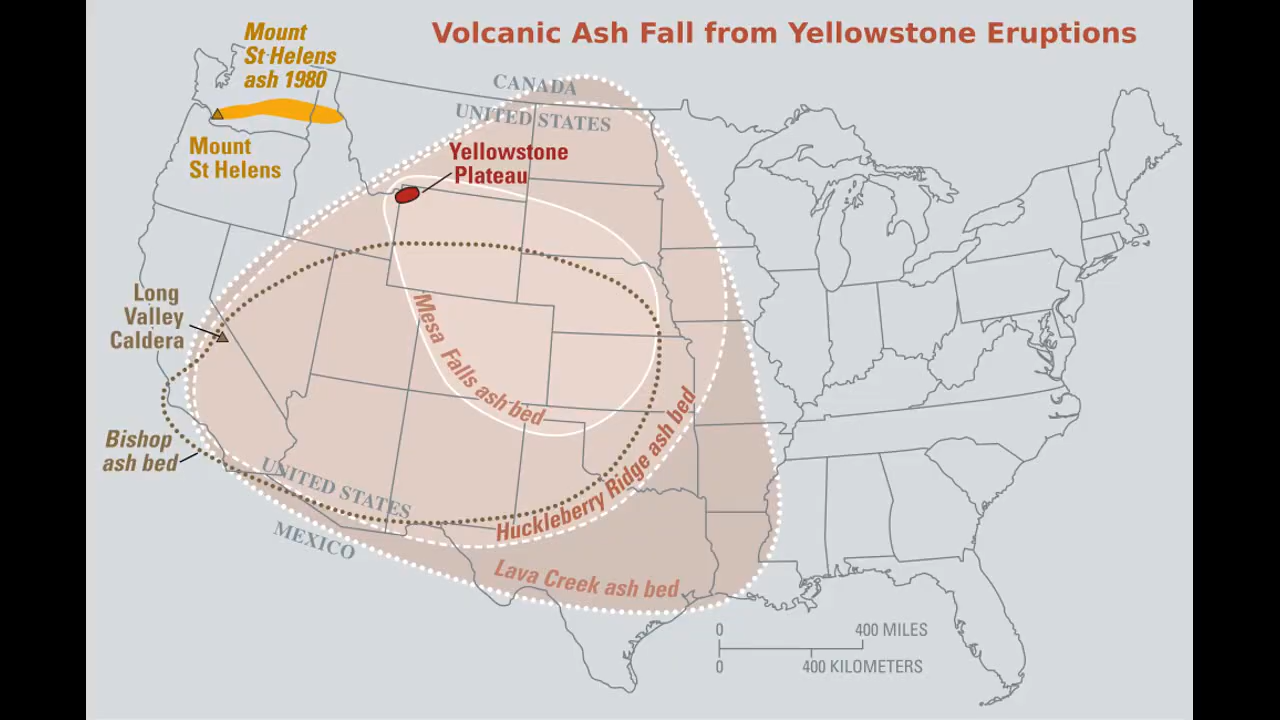 Volcanic Ash Fall from Yellowstone Eruptions
Mount
St Helens
ash 1980
CANADA
UNITED STATES
Mount
St Helens
Yellowstone
Plateau
Long
Valley
Caldera
Mesa Falls ash bed
Bishop
ash bed
Huckleberry Ridge ash bed
UNITED STATES
MEXICO
Lava Creek ash bed
0 400 MILES
0 400 KILOMETERS